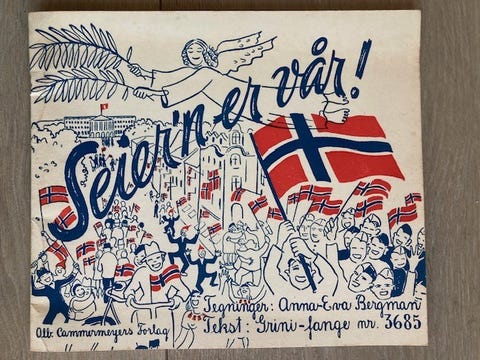 Seier'n er vår!
Tegninger: Anna-Eva Bergman
Tekst: Grini-fange nr. 3685
Alb. Cammermeyers Forlag